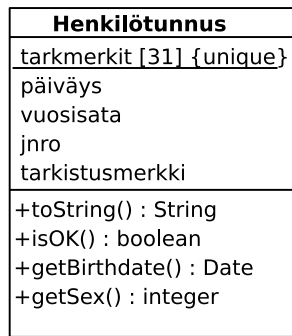 Henkilötunnus
tarkmerkit [31] {unique}
päiväys
vuosisata
jnro
tarkistusmerkki
+toString() : String
+isOK() : boolean
+getBirthdate() : Date
+getSex() : integer